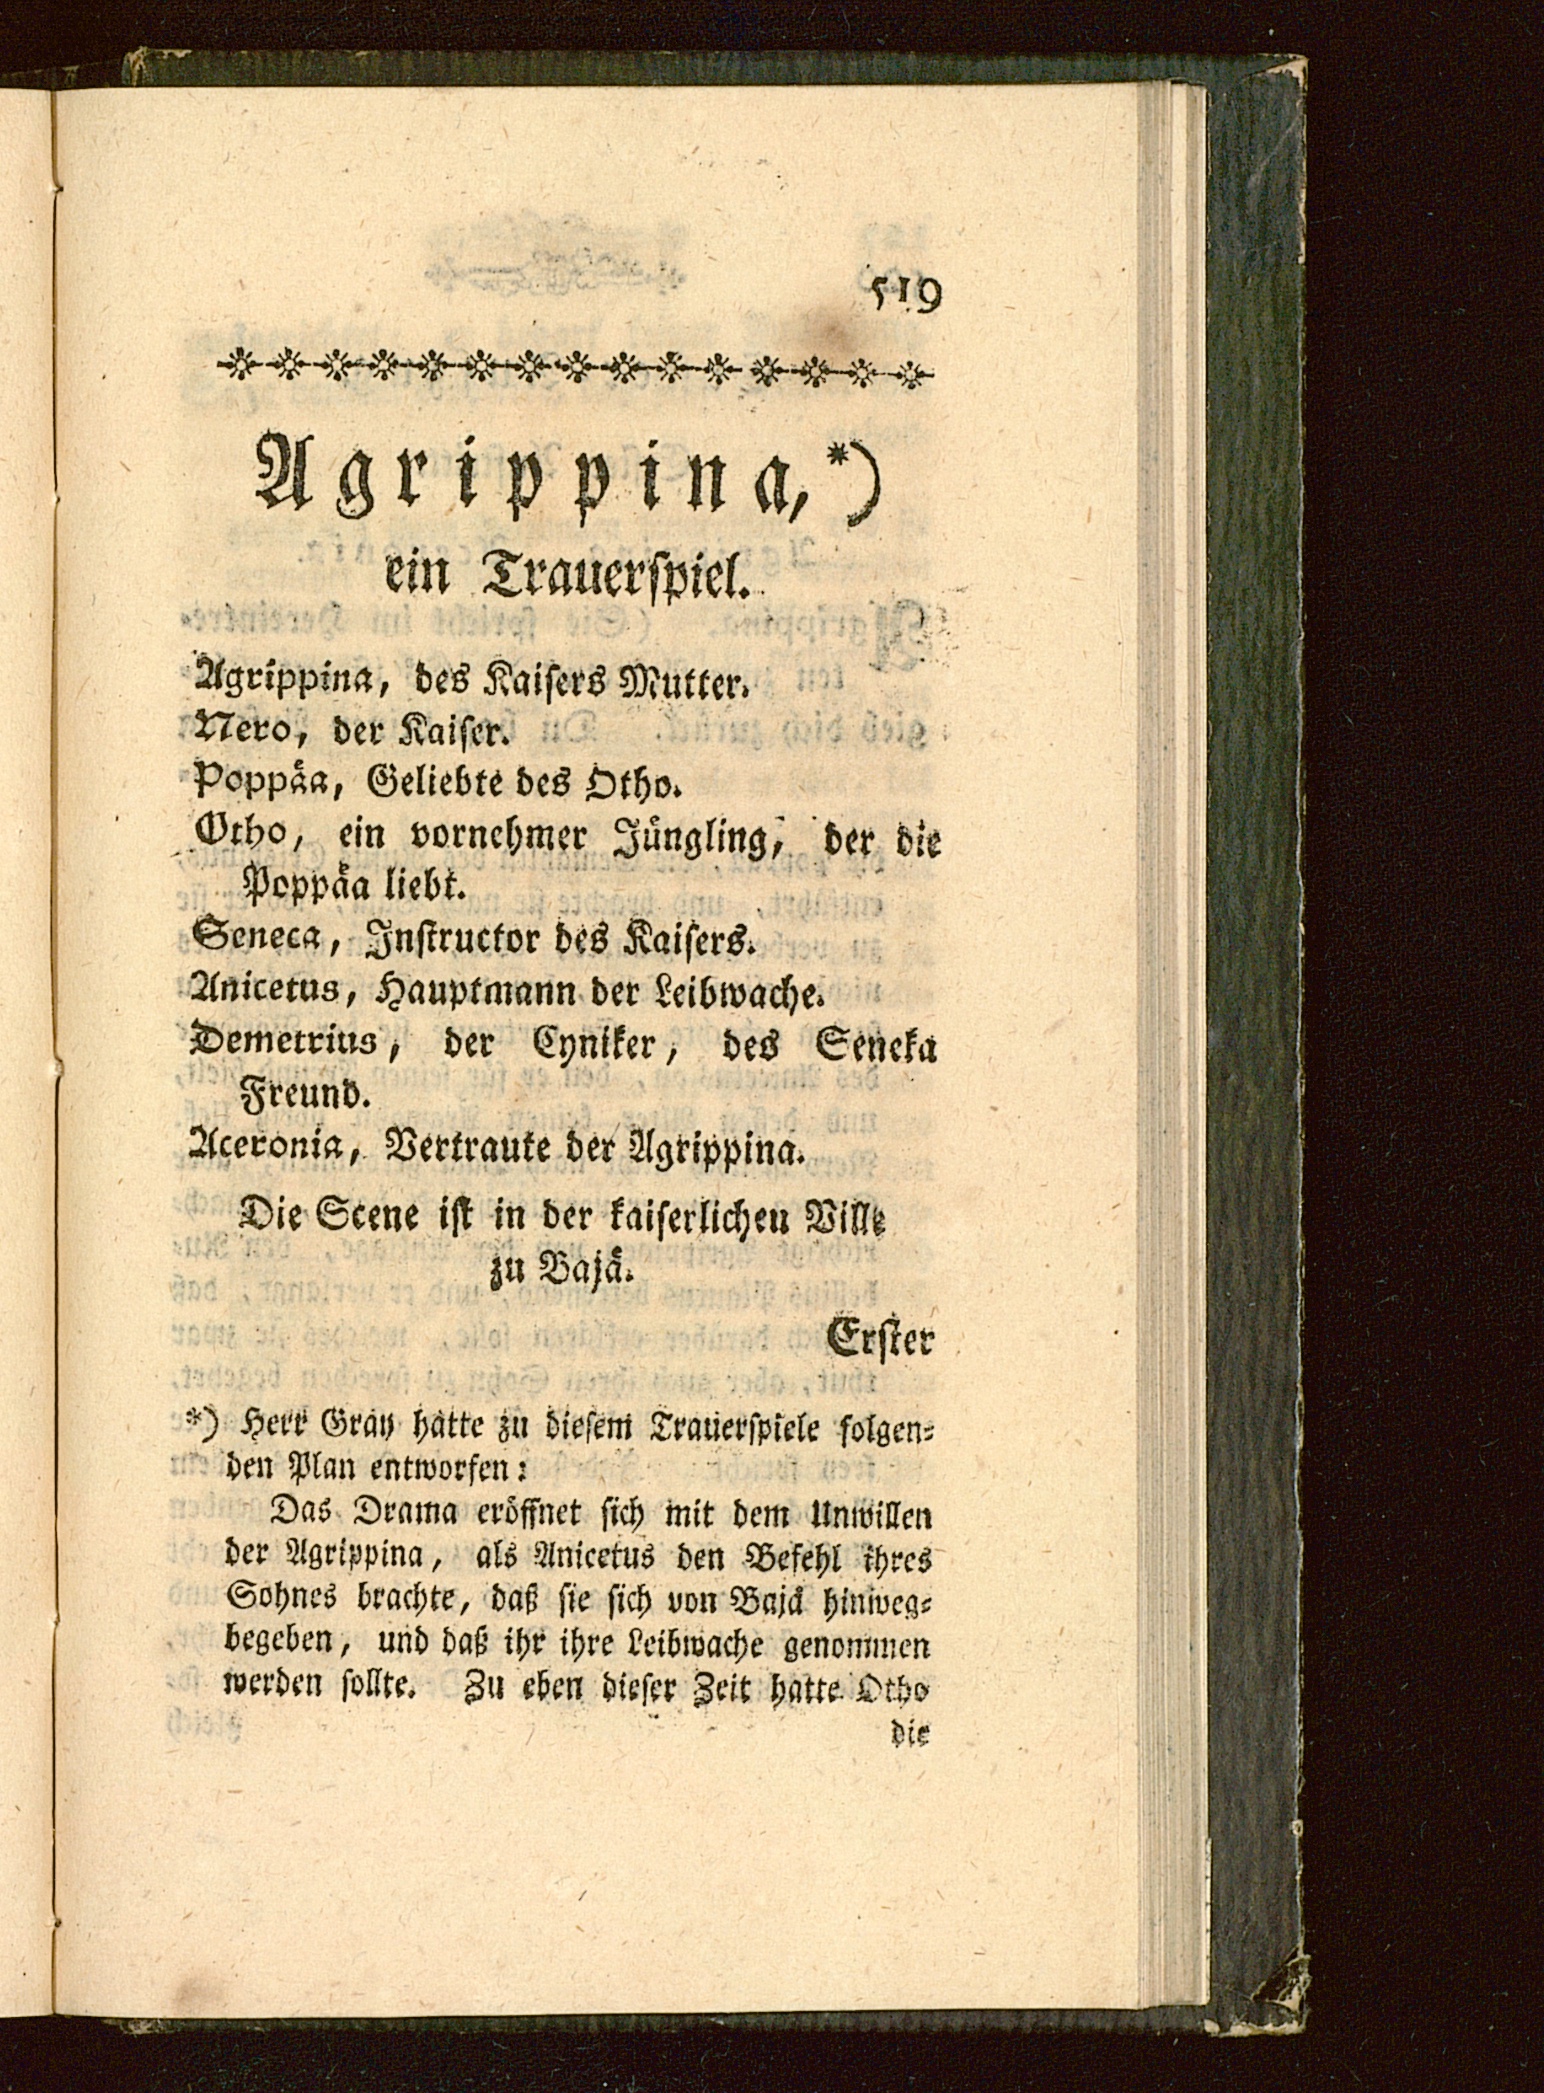 519
Agrippina,*)
ein Trauerſpiel.
Agrippina, des Kaiſers Mutter.
Nero, der Kaiſer.
Poppäa, Geliebte des Otho.
Otho, ein vornehmer Jüngling, der die
Poppäa liebt.
Seneca, Inſtructor des Kaiſers.
Anicetus, Hauptmann der Leibwache.
Demetrius, der Cyniker, des Seneka
Freund.
Aceronia, Vertraute der Agrippina.
Die Scene iſt in der kaiſerlichen Ville
zu Bajä.
Erſter
*) Herr Gray hatte zu dieſem Trauerſpiele folgen-
den Plan entworfen:
Das Drama eröffnet ſich mit dem Unwillen
der Agrippina, als Anicetus den Befehl ihres
Sohnes brachte, daß ſie ſich von Bajä hinweg-
begeben, und daß ihr ihre Leibwache genommen
werden ſollte. Zu eben dieſer Zeit hatte Otho
die